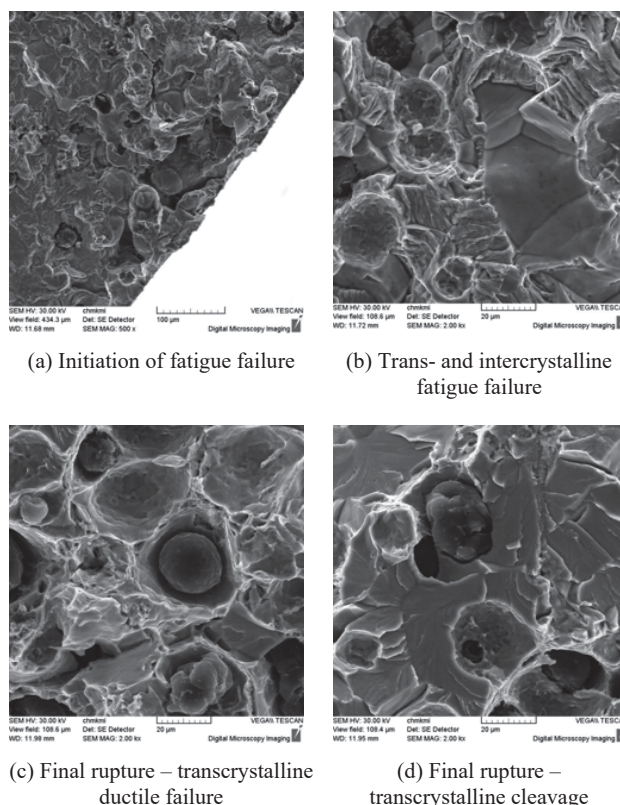 SEM HV: 30.00 kV chmkmi VEGA\\ TESCAN
View field: 434.3 µm Det: SE Detector 100 µm
WD: 11.68 mm SEM MAG: 500 x Digital Microscopy Imaging
SEM HV: 30.00 kV chmkmi VEGA\\ TESCAN
View field: 108.6 µm Det: SE Detector 20 µm
WD: 11.72 mm SEM MAG: 2.00 kx Digital Microscopy Imaging
(a) Initiation of fatigue failure
(b) Trans- and intercrystalline
fatigue failure
SEM HV: 30.00 kV chmkmi VEGA\\ TESCAN
View field: 108.6 µm Det: SE Detector 20 µm
WD: 11.98 mm SEM MAG: 2.00 kx Digital Microscopy Imaging
SEM HV: 30.00 kV chmkmi VEGA\\ TESCAN
View field: 108.4 µm Det: SE Detector 20 µm
WD: 11.95 mm SEM MAG: 2.00 kx Digital Microscopy Imaging
(c) Final rupture – transcrystalline
ductile failure
(d) Final rupture –
transcrystalline cleavage